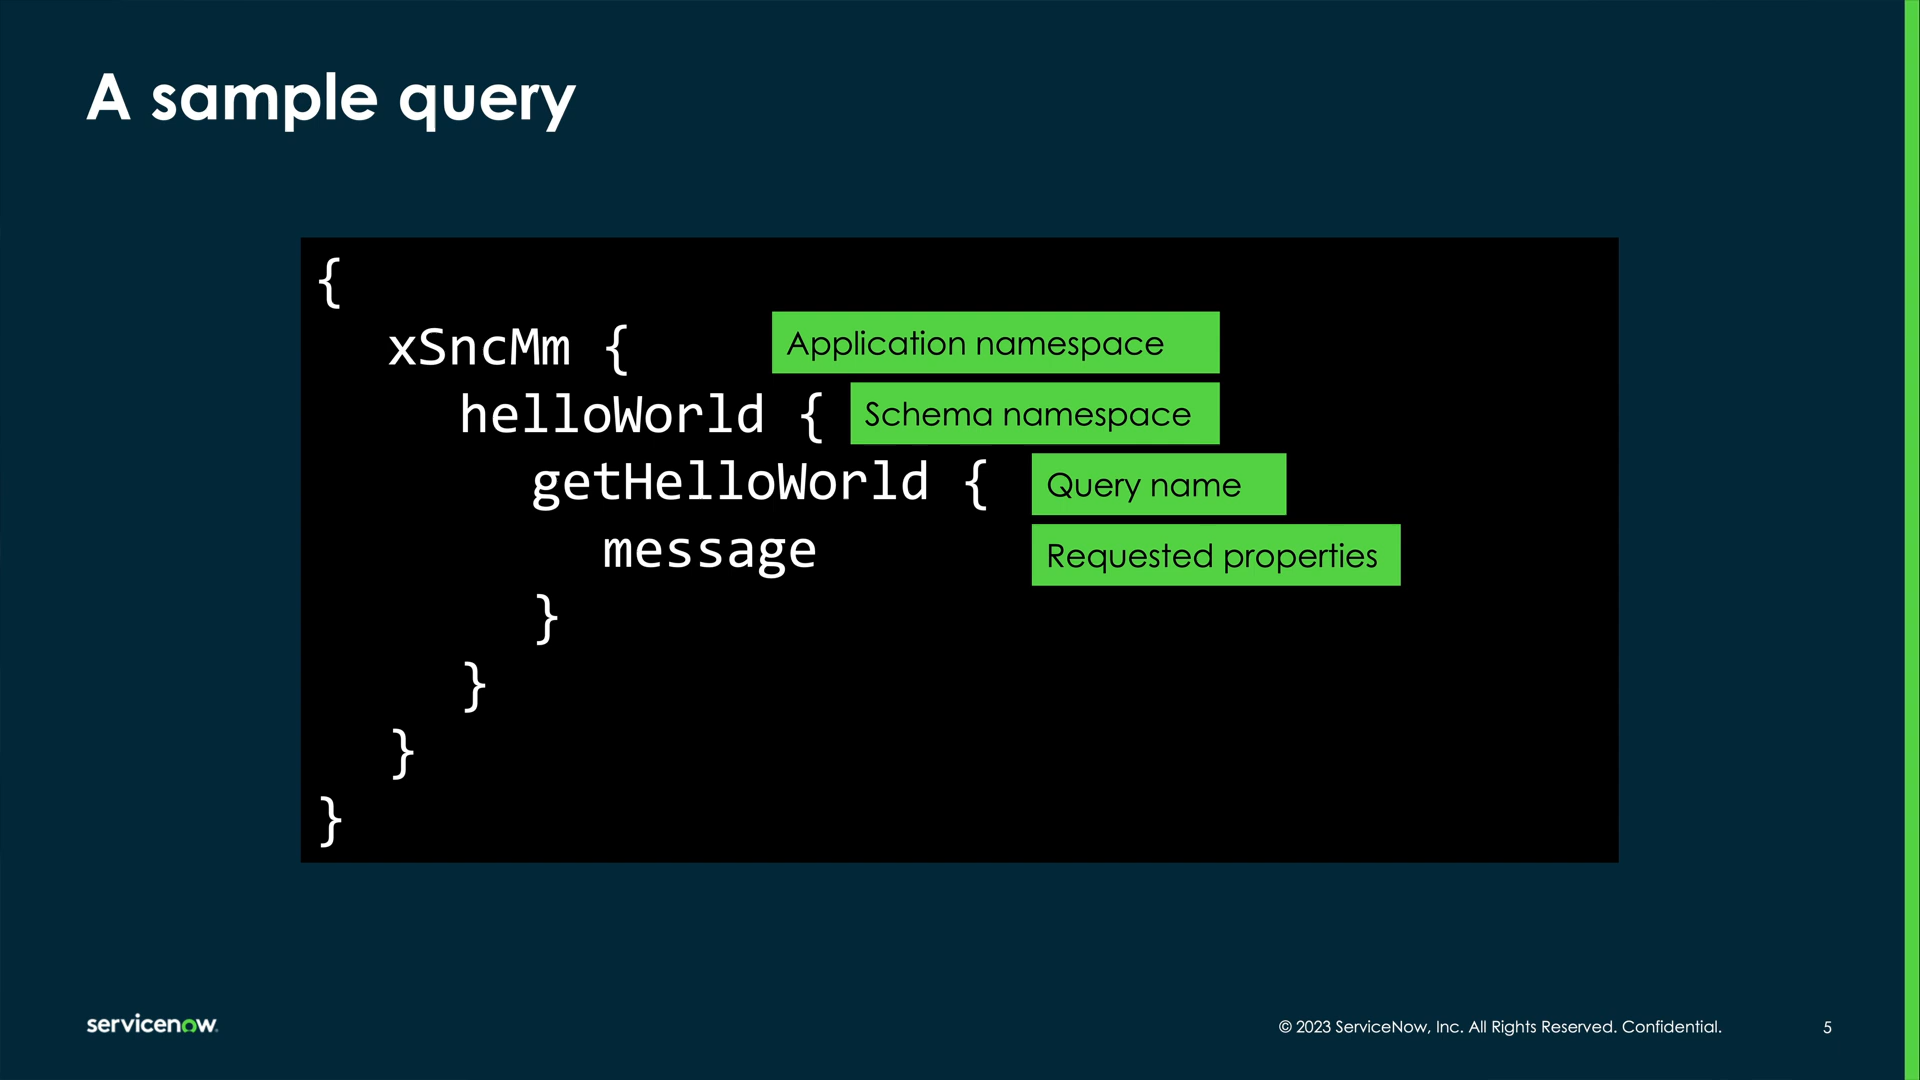 A sample query
{
xSncMm {
Application namespace
helloWorld {
Schema namespace
getHelloWorld {
Query name
message
Requested properties
}
}
}
}
servicenow
© 2023 ServiceNow, Inc. All Rights Reserved. Confidential.
5